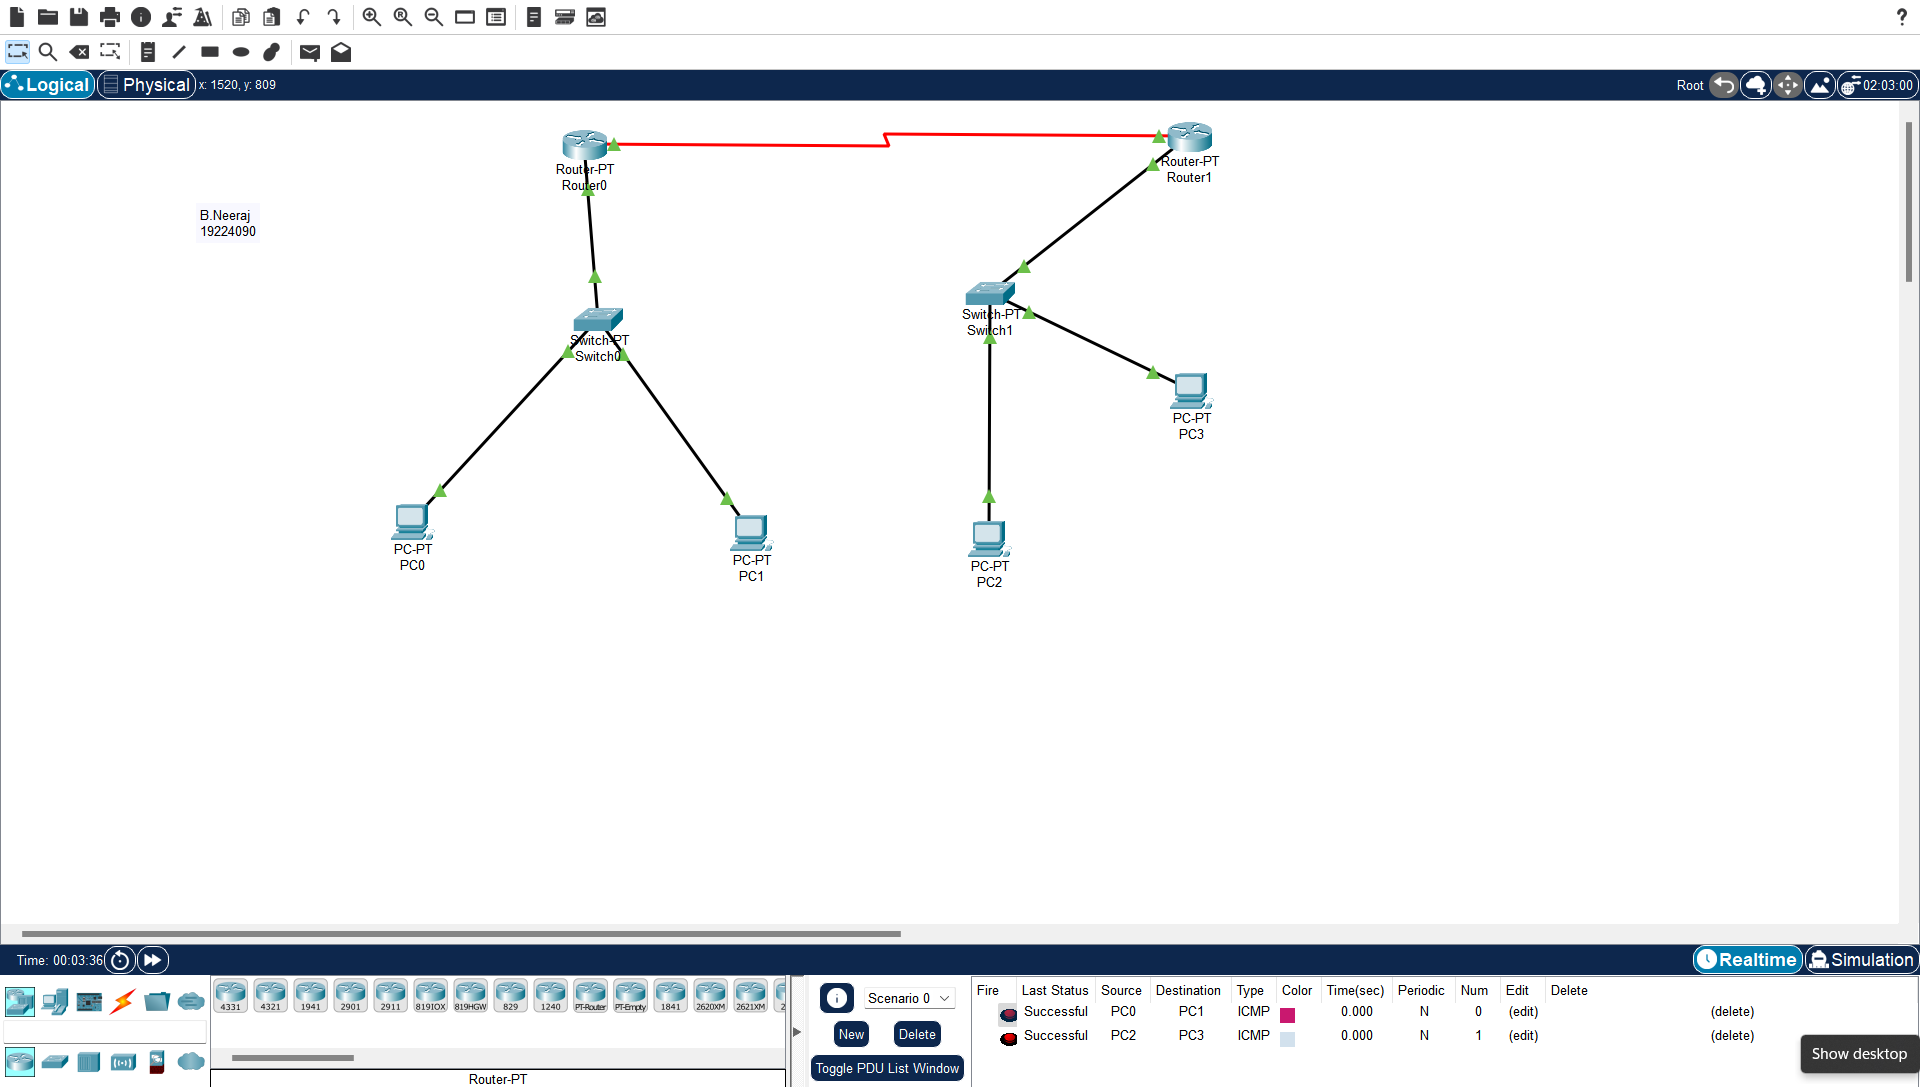 ?
Logical
Physical
x: 1520, y: 809
Root
02:03:00
Router-PT
Router0
Router-PT
Router1
B.Neeraj
19224090
Switch-PT
Switch0
Switch-PT
Switch1
PC-PT
PC3
PC-PT
PC0
PC-PT
PC1
PC-PT
PC2
Time: 00:03:36
Realtime
Simulation
4331 4321 1941 2901 2911 819IOX 819HGW 829 1240 PT-Router PT-Empty 1841 2620XM 2621XM 2
Router-PT
Scenario 0
New
Delete
Toggle PDU List Window
Fire Last Status Source Destination Type Color Time(sec) Periodic Num Edit Delete
Successful PC0 PC1 ICMP 0.000 N 0 (edit) (delete)
Successful PC2 PC3 ICMP 0.000 N 1 (edit) (delete)
Show desktop